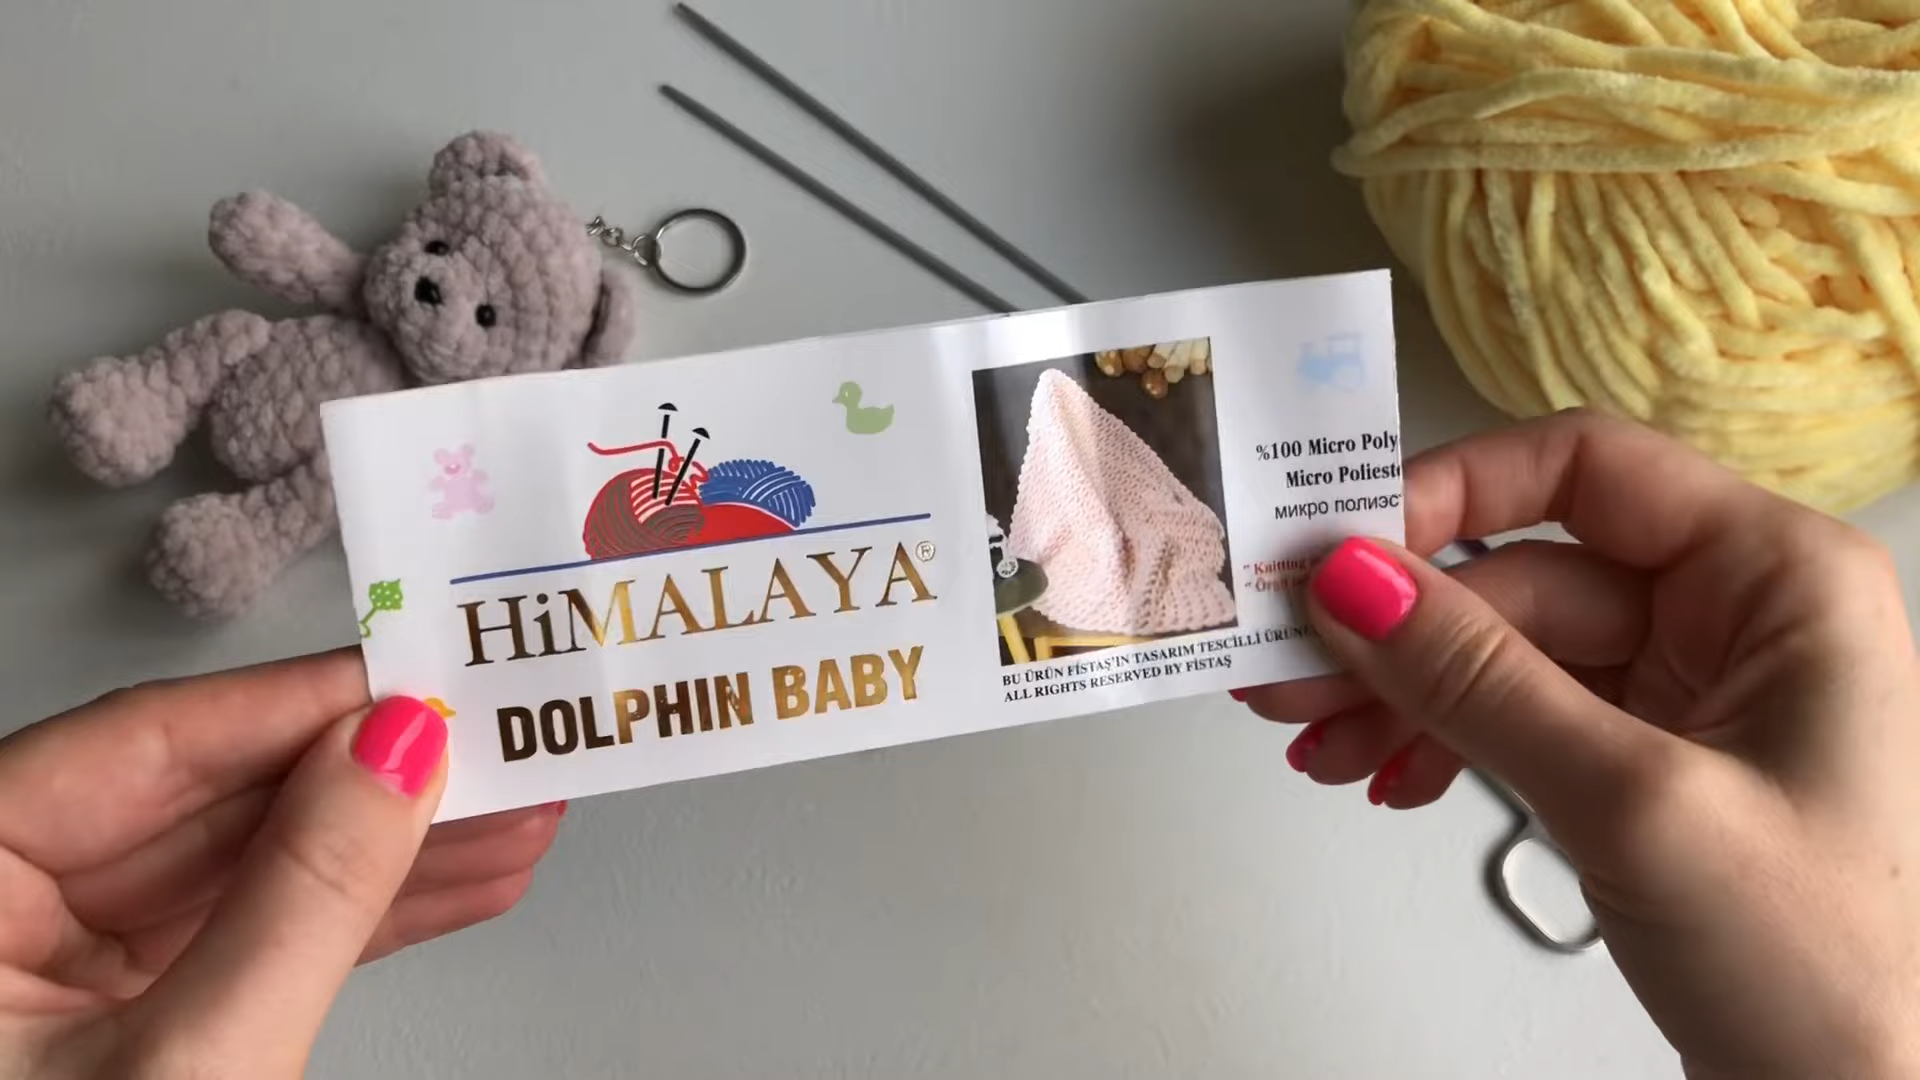 HiMALAYA®
DOLPHIN BABY
BU ÜRÜN FİSTAŞ'IN TASARIM TESCİLLİ
ALL RIGHTS RESERVED BY FİSTAŞ
%100 Micro Poly
Micro Polieste
микро полиэс
" Knitting